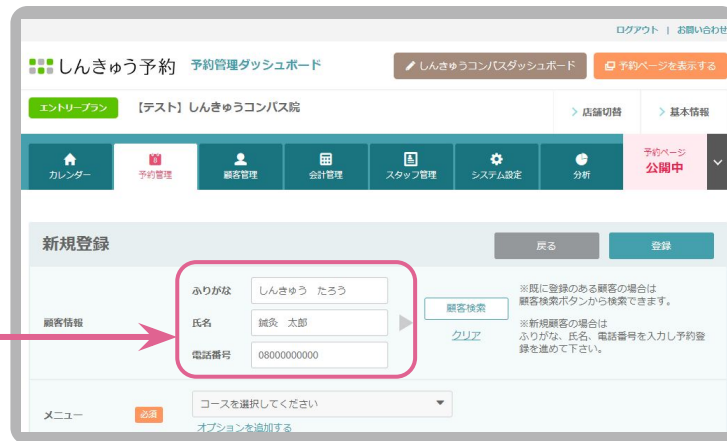 ログアウト | お問い合わせ
しんきゅう予約 予約管理ダッシュボード しんきゅうコンパスダッシュボード 予約ページを表示する
エントリープラン 【テスト】しんきゅうコンパス院 > 店舗切替 > 基本情報
カレンダー 予約管理 顧客管理 会計管理 スタッフ管理 システム設定 分析 予約ページ
公開中
新規登録 戻る 登録
顧客情報
ふりがな しんきゅう たろう
氏名 鍼灸 太郎
電話番号 08000000000
顧客検索
クリア
※既に登録のある顧客の場合は
顧客検索ボタンから検索できます。
※新規顧客の場合は
ふりがな、氏名、電話番号を入力し予約登
録を進めて下さい。
メニュー 必須 コースを選択してください
オプションを追加する